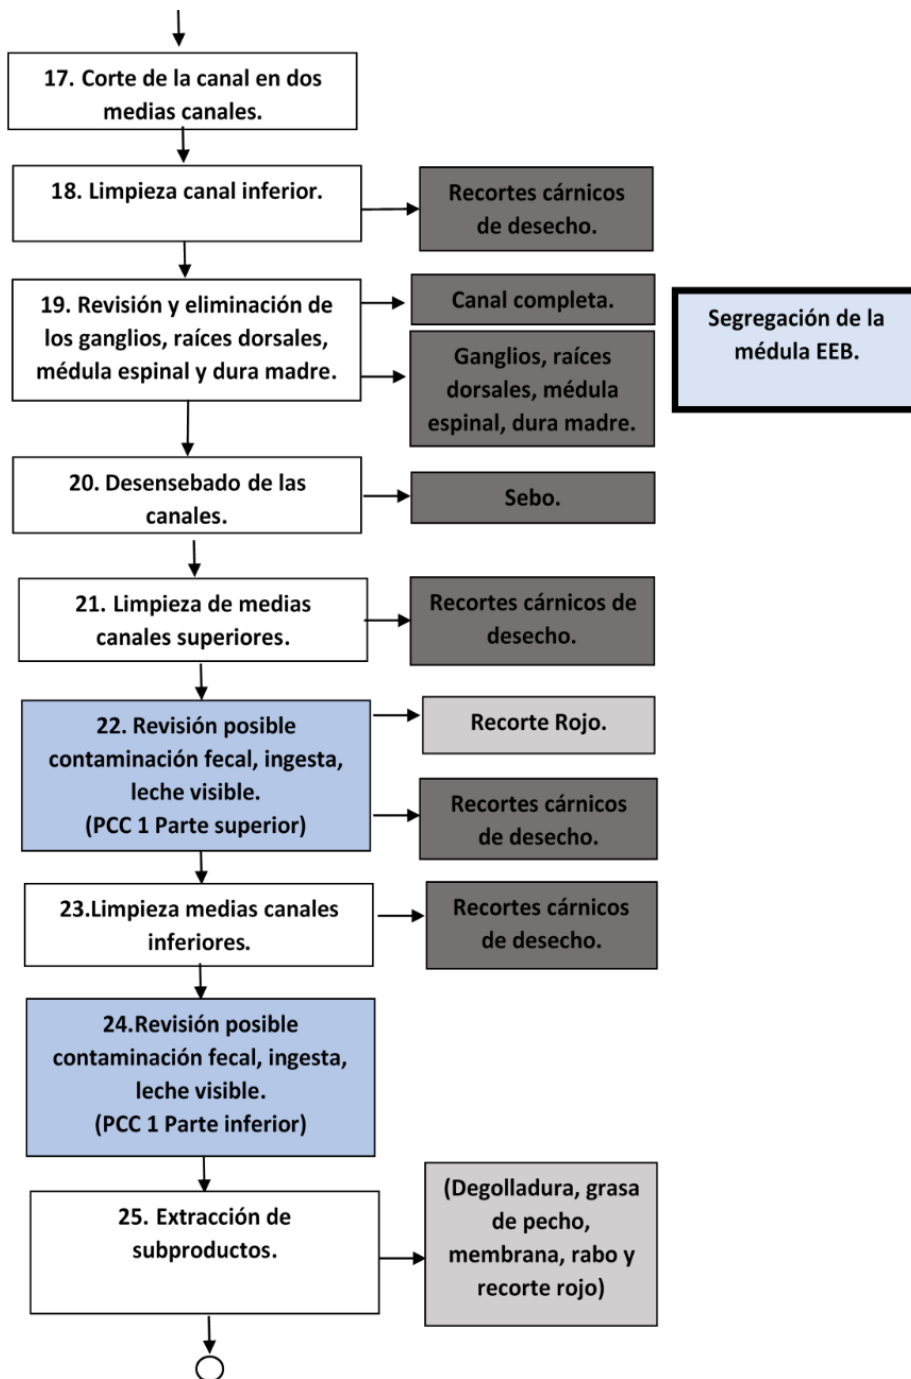 17. Corte de la canal en dos
medias canales.
18. Limpieza canal inferior.
Recortes cárnicos
de desecho.
19. Revisión y eliminación de
los ganglios, raíces dorsales,
médula espinal y dura madre.
Canal completa.
Ganglios, raíces
dorsales, médula
espinal, dura madre.
Segregación de la
médula EEB.
20. Desensebado de las
canales.
Sebo.
21. Limpieza de medias
canales superiores.
Recortes cárnicos de
desecho.
22. Revisión posible
contaminación fecal, ingesta,
leche visible.
(PCC 1 Parte superior)
Recorte Rojo.
Recortes cárnicos
de desecho.
23.Limpieza medias canales
inferiores.
Recortes cárnicos
de desecho.
24.Revisión posible
contaminación fecal, ingesta,
leche visible.
(PCC 1 Parte inferior)
25. Extracción de
subproductos.
(Degolladura, grasa
de pecho,
membrana, rabo y
recorte rojo)